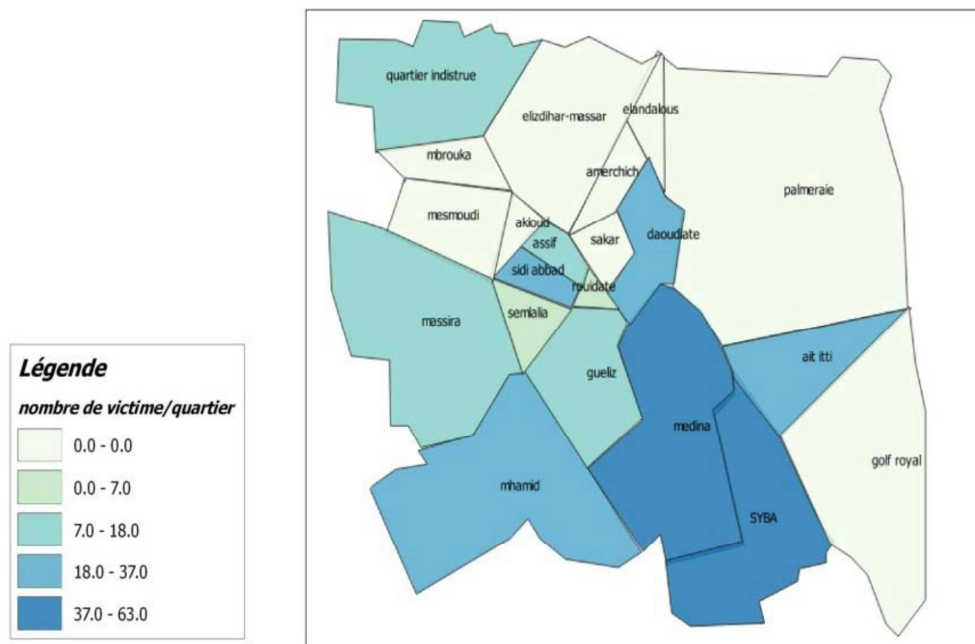 quartier indistrue
elizdihar-massar
elandalous
mbrouka
amerchich
palmeraie
mesmoudi
akioud
assif
sakar
daoudiate
sidi abbad
rouidate
semlalia
massira
gueliz
ait itti
medina
golf royal
mhamid
SYBA
Légende
nombre de victime/quartier
0.0 - 0.0
0.0 - 7.0
7.0 - 18.0
18.0 - 37.0
37.0 - 63.0